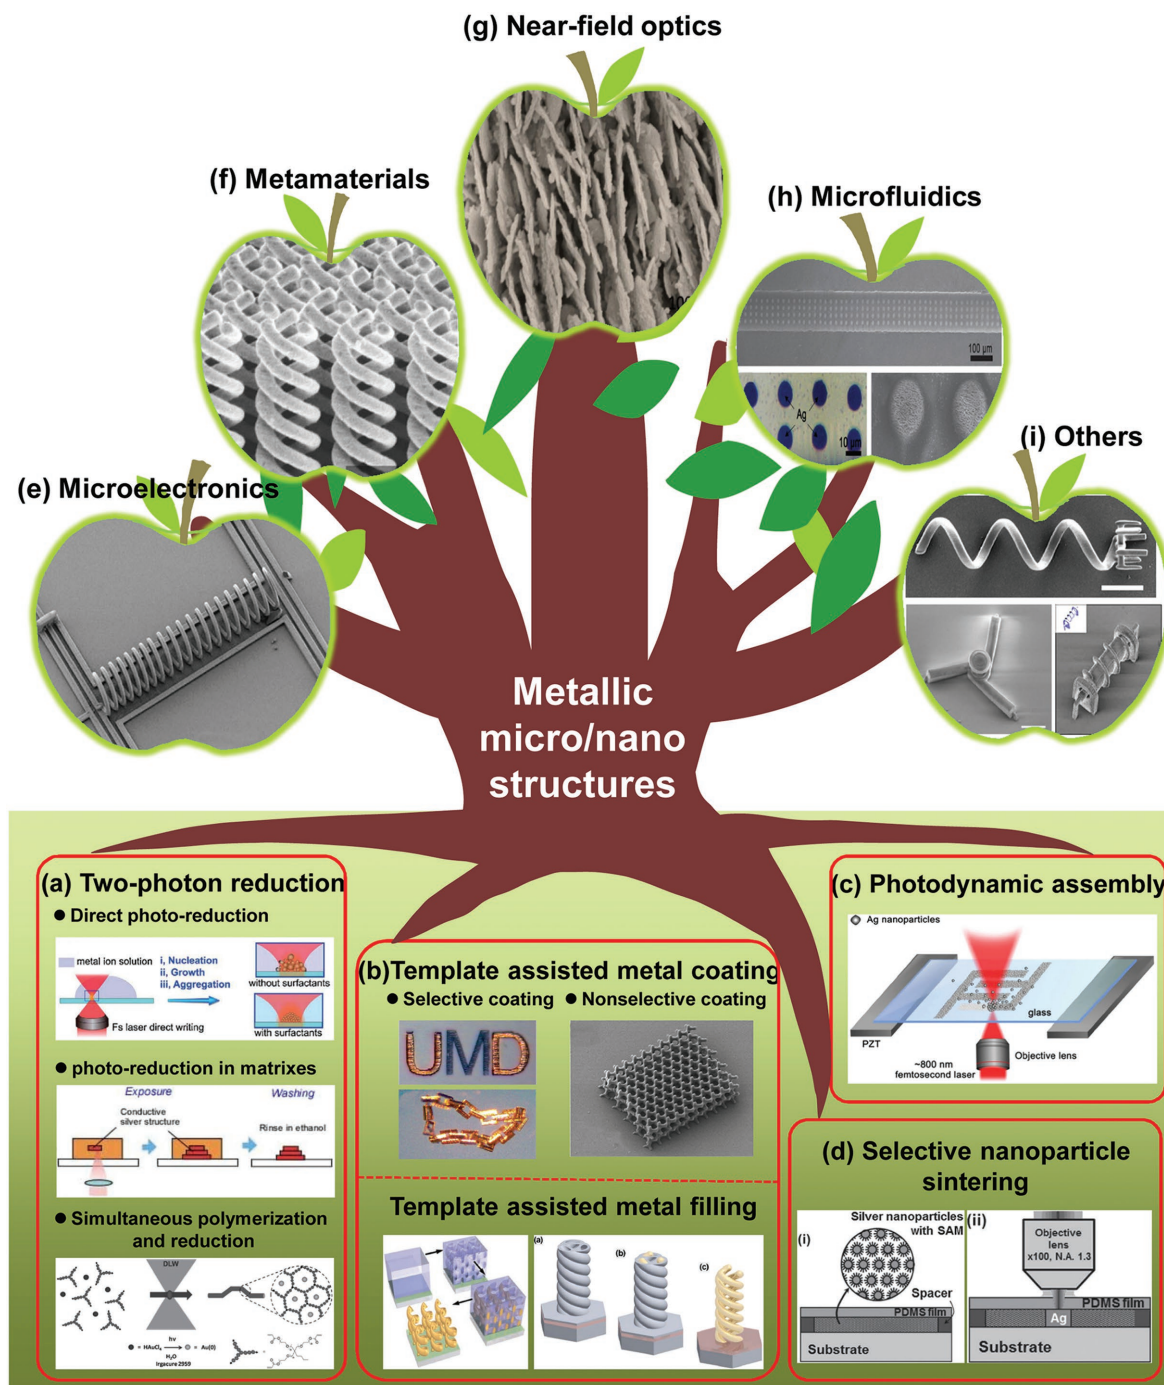 (g) Near-field optics
(f) Metamaterials
(h) Microfluidics
100 µm
Ag
10 µm
(i) Others
(e) Microelectronics
Metallic
micro/nano
structures
(a) Two-photon reduction
● Direct photo-reduction
metal ion solution
i, Nucleation
ii, Growth
iii, Aggregation
without surfactants
Fs laser direct writing
with surfactants
● photo-reduction in matrixes
Exposure
Washing
Conductive
silver structure
Rinse in ethanol
● Simultaneous polymerization
and reduction
DLW
+ HAuCl₄
hν
H₂O
Irgacure 2959
+ Au(0)
(b)Template assisted metal coating
● Selective coating ● Nonselective coating
UMD
Template assisted metal filling
(a)
(b)
(c)
(c) Photodynamic assembly
Ag nanoparticles
glass
PZT
Objective lens
~800 nm
femtosecond laser
(d) Selective nanoparticle
sintering
Silver nanoparticles
with SAM
(i)
Spacer
PDMS film
Substrate
(ii)
Objective
lens
x100, N.A. 1.3
PDMS film
Ag
Substrate